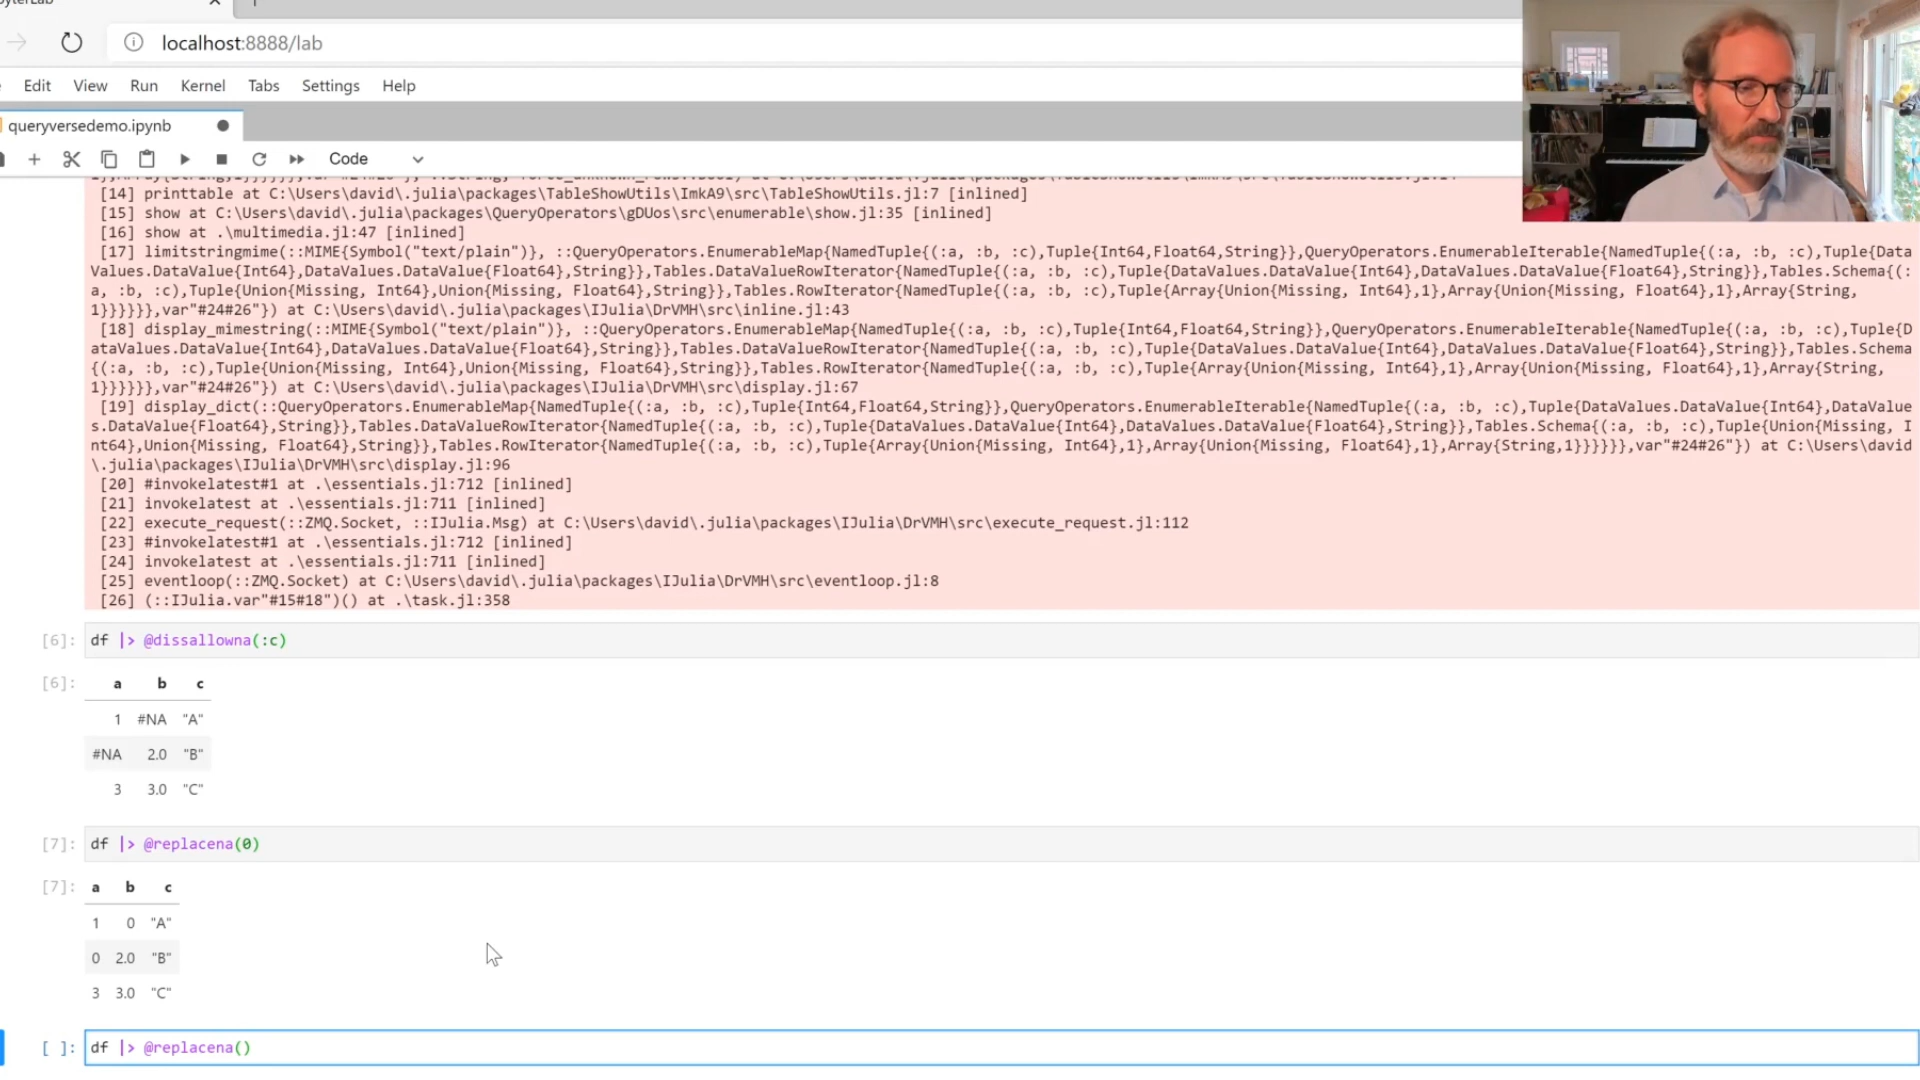 localhost:8888/lab
Edit View Run Kernel Tabs Settings Help
queryversedemo.ipynb
Code
[14] printtable at C:\Users\david\.julia\packages\TableShowUtils\ImkA9\src\TableShowUtils.jl:7 [inlined]
[15] show at C:\Users\david\.julia\packages\QueryOperators\gDUos\src\enumerable\show.jl:35 [inlined]
[16] show at .\multimedia.jl:47 [inlined]
[17] limitstringmime(::MIME{Symbol("text/plain")}, ::QueryOperators.EnumerableMap{NamedTuple{(:a, :b, :c),Tuple{Int64,Float64,String}},QueryOperators.EnumerableIterable{NamedTuple{(:a, :b, :c),Tuple{Data
Values.DataValue{Int64},DataValues.DataValue{Float64},String}},Tables.DataValueRowIterator{NamedTuple{(:a, :b, :c),Tuple{DataValues.DataValue{Int64},DataValues.DataValue{Float64},String}},Tables.Schema{(:
a, :b, :c),Tuple{Union{Missing, Int64},Union{Missing, Float64},String}},Tables.RowIterator{NamedTuple{(:a, :b, :c),Tuple{Array{Union{Missing, Int64},1},Array{Union{Missing, Float64},1},Array{String,
1}}}}}},var"#24#26"}) at C:\Users\david\.julia\packages\IJulia\DrVMH\src\inline.jl:43
[18] display_mimestring(::MIME{Symbol("text/plain")}, ::QueryOperators.EnumerableMap{NamedTuple{(:a, :b, :c),Tuple{Int64,Float64,String}},QueryOperators.EnumerableIterable{NamedTuple{(:a, :b, :c),Tuple{D
ataValues.DataValue{Int64},DataValues.DataValue{Float64},String}},Tables.DataValueRowIterator{NamedTuple{(:a, :b, :c),Tuple{DataValues.DataValue{Int64},DataValues.DataValue{Float64},String}},Tables.Schema
{(:a, :b, :c),Tuple{Union{Missing, Int64},Union{Missing, Float64},String}},Tables.RowIterator{NamedTuple{(:a, :b, :c),Tuple{Array{Union{Missing, Int64},1},Array{Union{Missing, Float64},1},Array{String,
1}}}}}},var"#24#26"}) at C:\Users\david\.julia\packages\IJulia\DrVMH\src\display.jl:67
[19] display_dict(::QueryOperators.EnumerableMap{NamedTuple{(:a, :b, :c),Tuple{Int64,Float64,String}},QueryOperators.EnumerableIterable{NamedTuple{(:a, :b, :c),Tuple{DataValues.DataValue{Int64},DataValue
s.DataValue{Float64},String}},Tables.DataValueRowIterator{NamedTuple{(:a, :b, :c),Tuple{DataValues.DataValue{Int64},DataValues.DataValue{Float64},String}},Tables.Schema{(:a, :b, :c),Tuple{Union{Missing, I
nt64},Union{Missing, Float64},String}},Tables.RowIterator{NamedTuple{(:a, :b, :c),Tuple{Array{Union{Missing, Int64},1},Array{Union{Missing, Float64},1},Array{String,1}}}}}},var"#24#26"}) at C:\Users\david
\.julia\packages\IJulia\DrVMH\src\display.jl:96
[20] #invokelatest#1 at .\essentials.jl:712 [inlined]
[21] invokelatest at .\essentials.jl:711 [inlined]
[22] execute_request(::ZMQ.Socket, ::IJulia.Msg) at C:\Users\david\.julia\packages\IJulia\DrVMH\src\execute_request.jl:112
[23] #invokelatest#1 at .\essentials.jl:712 [inlined]
[24] invokelatest at .\essentials.jl:711 [inlined]
[25] eventloop(::ZMQ.Socket) at C:\Users\david\.julia\packages\IJulia\DrVMH\src\eventloop.jl:8
[26] (::IJulia.var"#15#18")() at .\task.jl:358
[6]: df |> @dissallowna(:c)
[6]: a b c
1 #NA "A"
#NA 2.0 "B"
3 3.0 "C"
[7]: df |> @replacena(0)
[7]: a b c
1 0 "A"
0 2.0 "B"
3 3.0 "C"
[ ]: df |> @replacena()